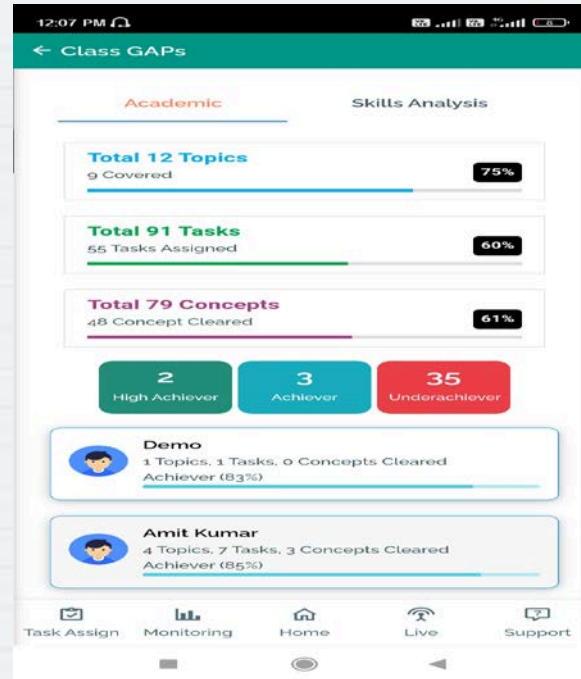 12:07 PM
← Class GAPs
Academic Skills Analysis
Total 12 Topics
9 Covered
75%
Total 91 Tasks
55 Tasks Assigned
60%
Total 79 Concepts
48 Concept Cleared
61%
2 3 35
High Achiever Achiever Underachiever
Demo
1 Topics, 1 Tasks, 0 Concepts Cleared
Achiever (83%)
Amit Kumar
4 Topics, 7 Tasks, 3 Concepts Cleared
Achiever (85%)
Task Assign Monitoring Home Live Support